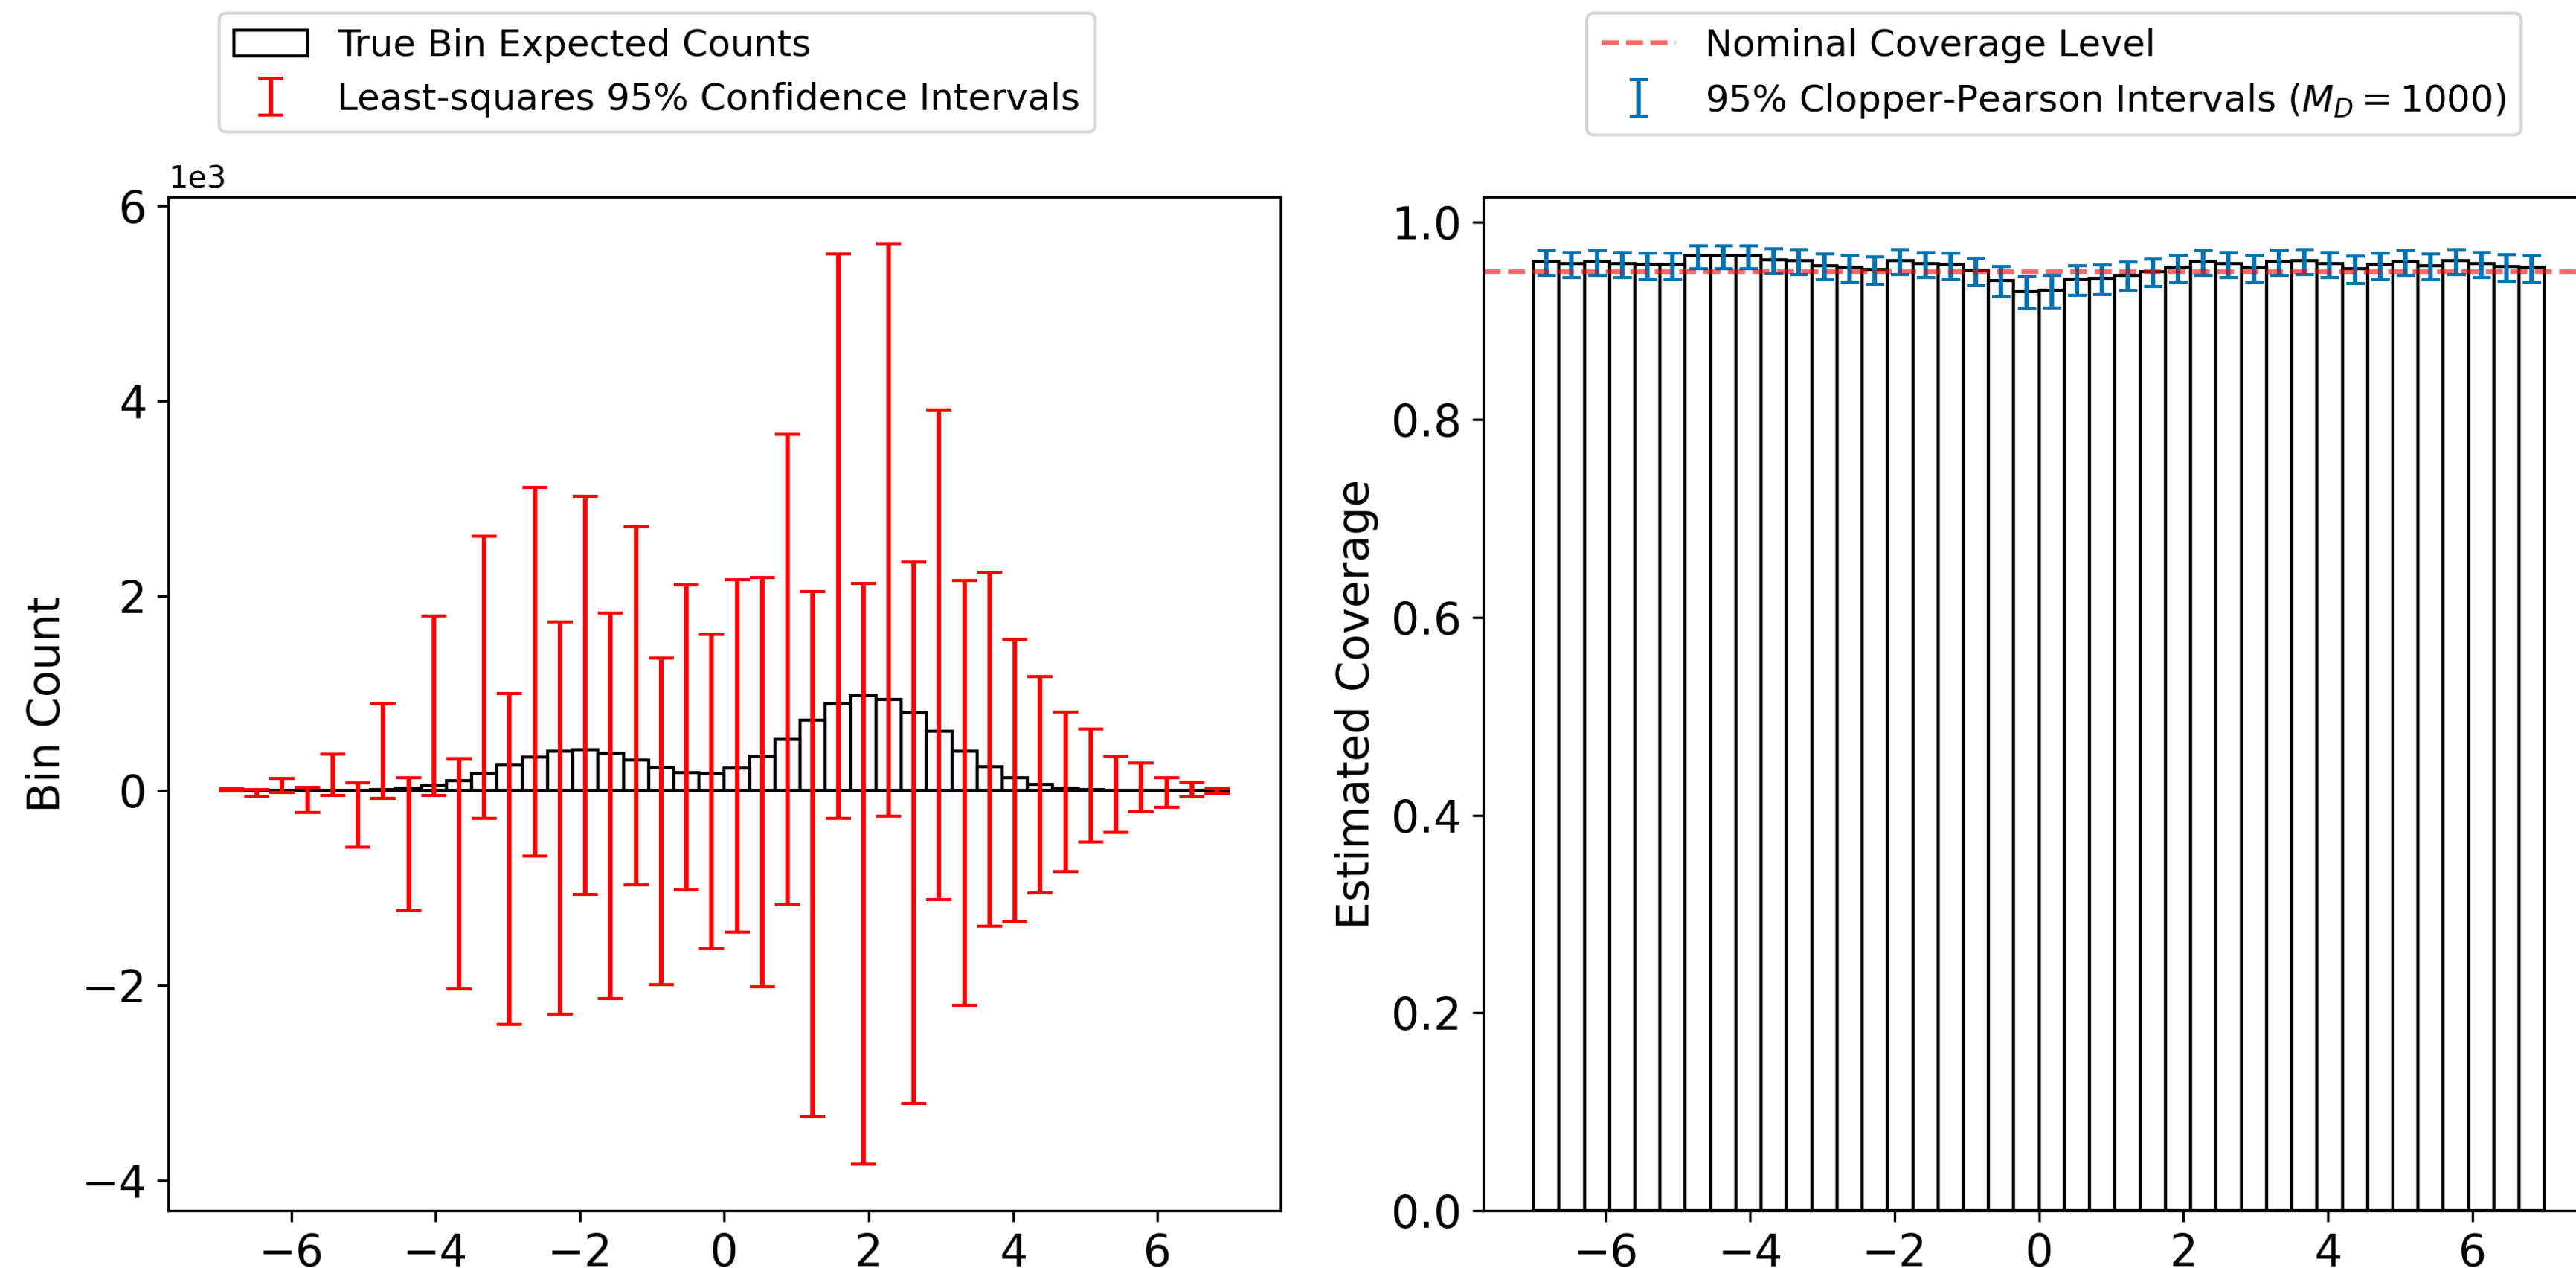 True Bin Expected Counts
Least-squares 95% Confidence Intervals
Nominal Coverage Level
95% Clopper-Pearson Intervals (M_D = 1000)
1e3
6
4
2
0
−2
−4
Bin Count
−6 −4 −2 0 2 4 6
1.0
0.8
0.6
0.4
0.2
0.0
Estimated Coverage
−6 −4 −2 0 2 4 6